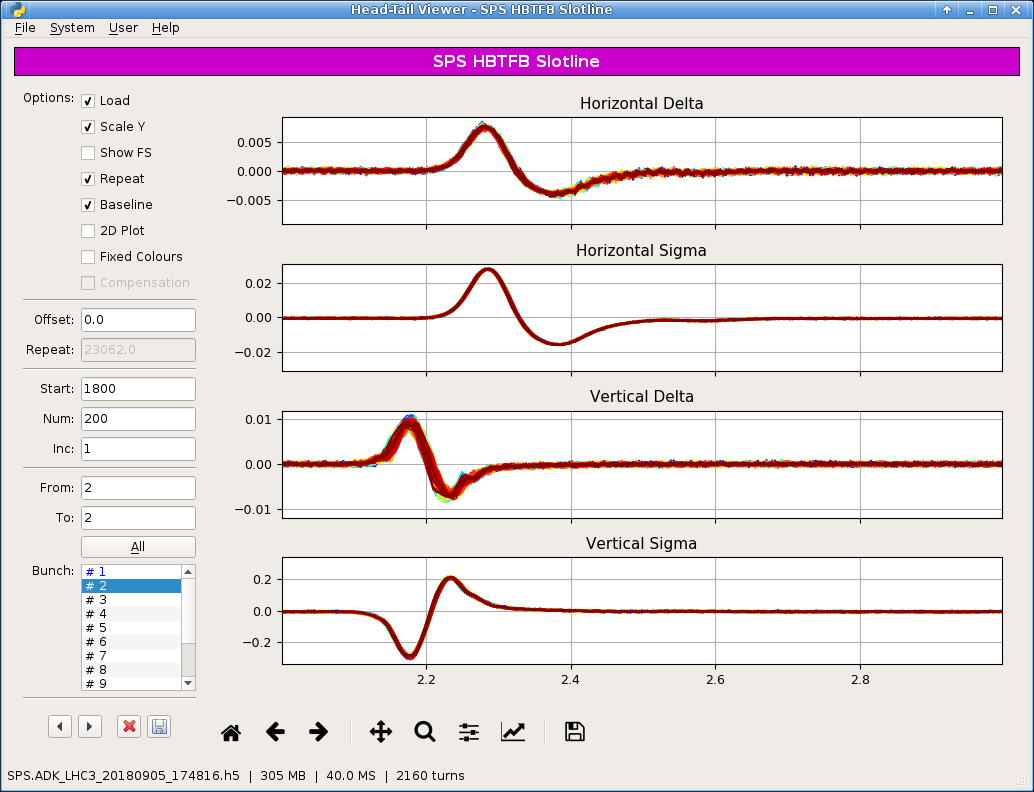 Head-Tail Viewer - SPS HBTFB Slotline
File System User Help
SPS HBTFB Slotline
Options:
Load
Scale Y
Show FS
Repeat
Baseline
2D Plot
Fixed Colours
Compensation
Offset: 0.0
Repeat: 23062.0
Start: 1800
Num: 200
Inc: 1
From: 2
To: 2
All
Bunch:
# 1
# 2
# 3
# 4
# 5
# 6
# 7
# 8
# 9
Horizontal Delta
0.005
0.000
−0.005
Horizontal Sigma
0.02
0.00
−0.02
Vertical Delta
0.01
0.00
−0.01
Vertical Sigma
0.2
0.0
−0.2
2.2 2.4 2.6 2.8
SPS.ADK_LHC3_20180905_174816.h5 | 305 MB | 40.0 MS | 2160 turns